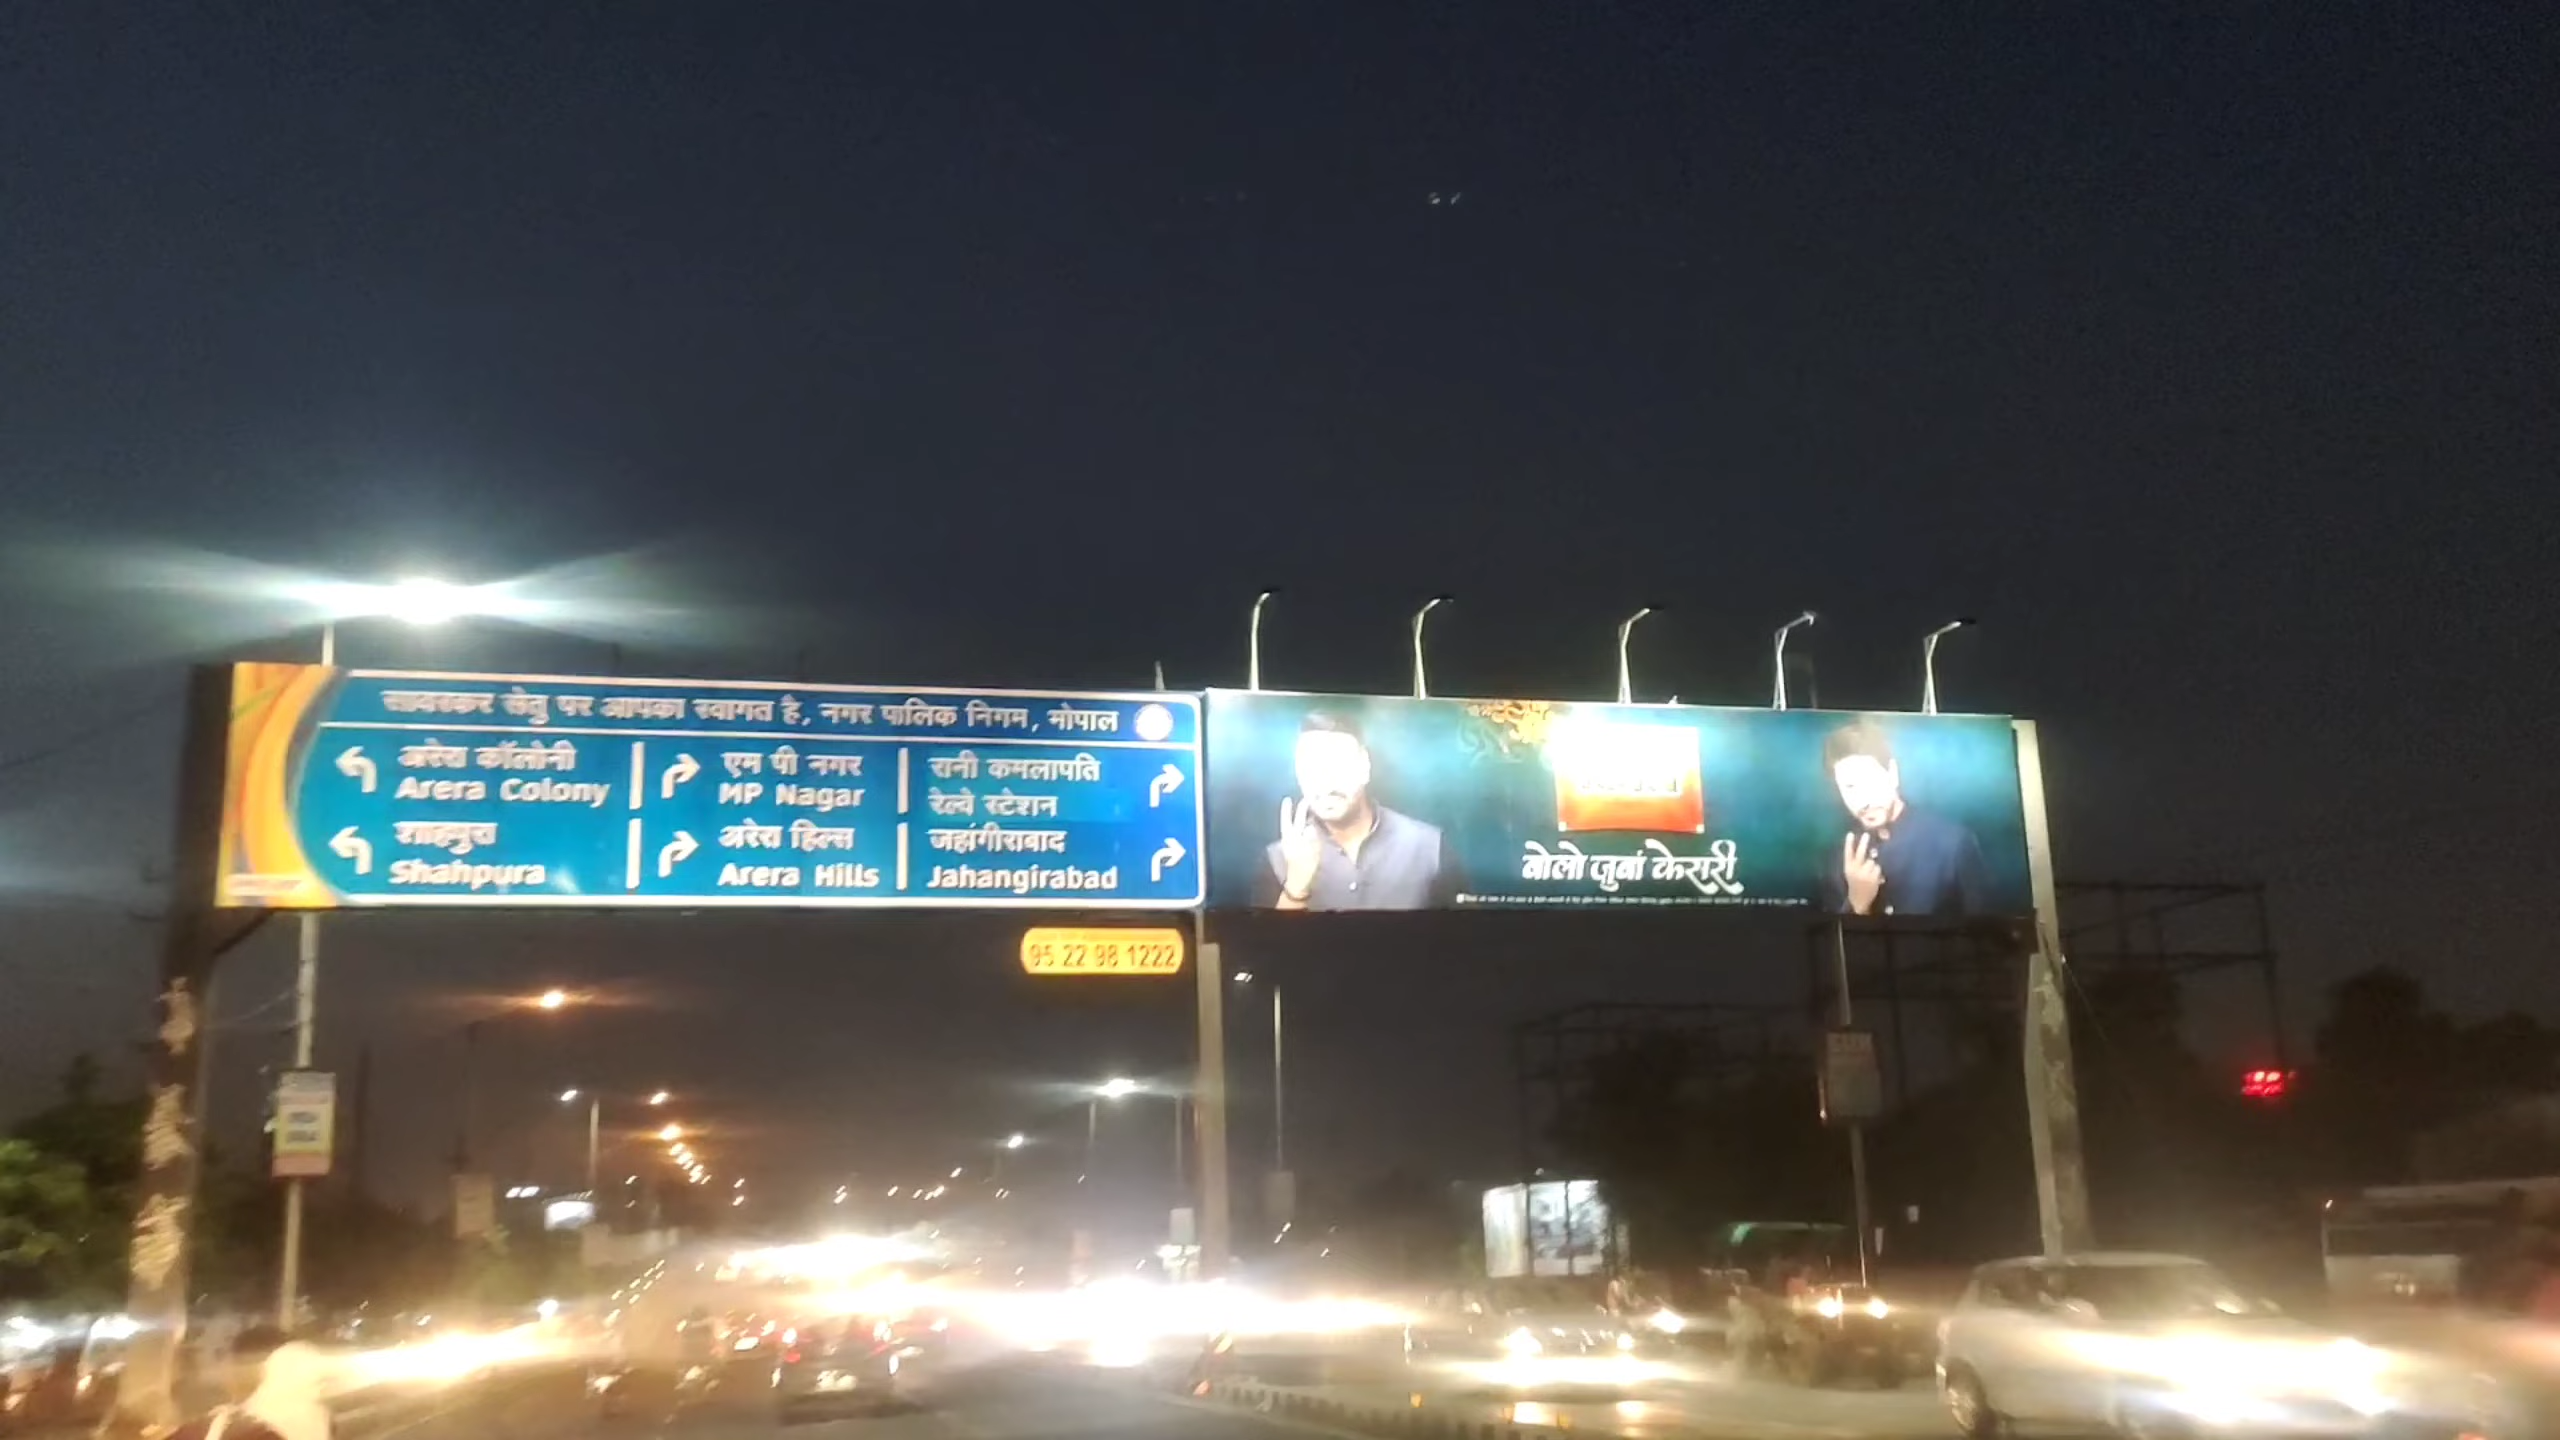 सावरकर सेतु पर आपका स्वागत है, नगर पालिक निगम, भोपाल
अरेरा कॉलोनी
Arera Colony
शाहपुरा
Shahpura
एम पी नगर
MP Nagar
अरेरा हिल्स
Arera Hills
रानी कमलापति
रेल्वे स्टेशन
जहांगीराबाद
Jahangirabad
95 22 98 1222
बोलो ज़ुबां केसरी